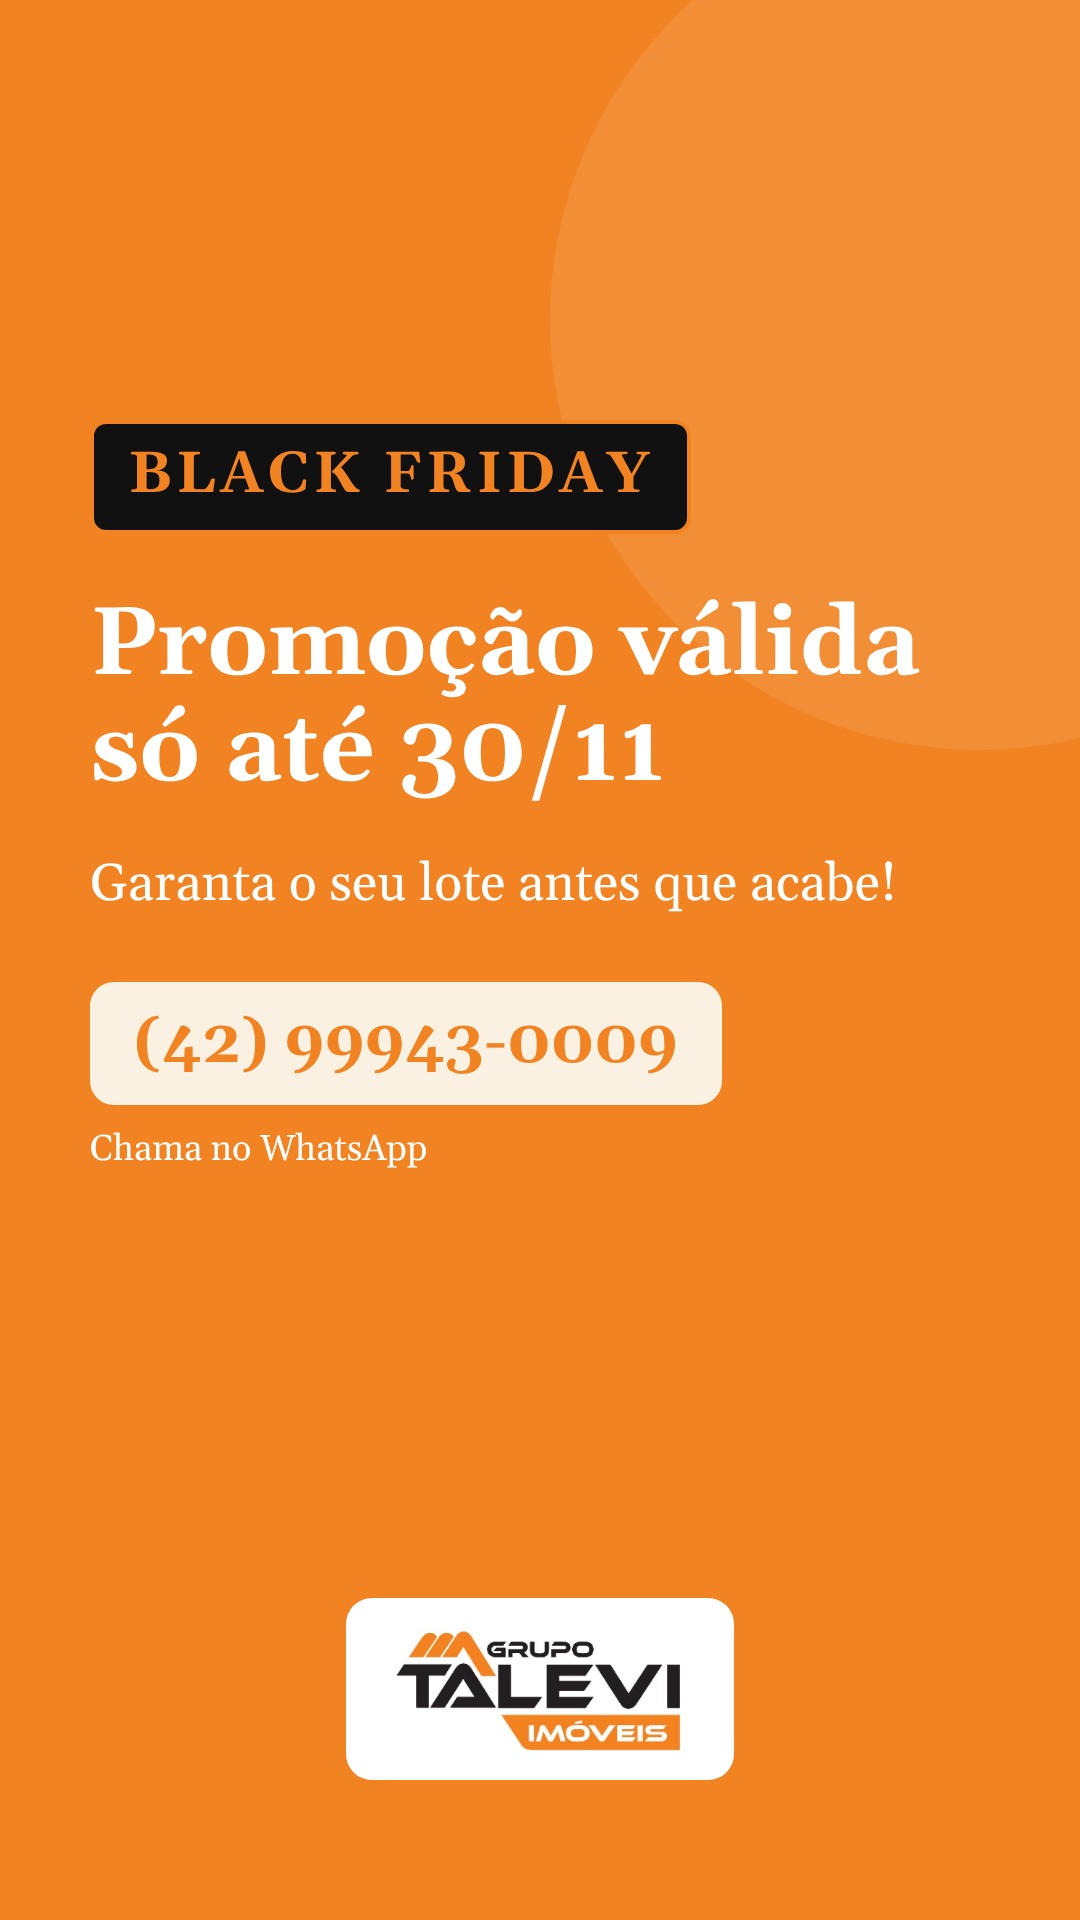 BLACK FRIDAY
Promoção válida
só até 30/11
Garanta o seu lote antes que acabe!
(42) 99943-0009
Chama no WhatsApp
GRUPO
TALEVI
IMÓVEIS